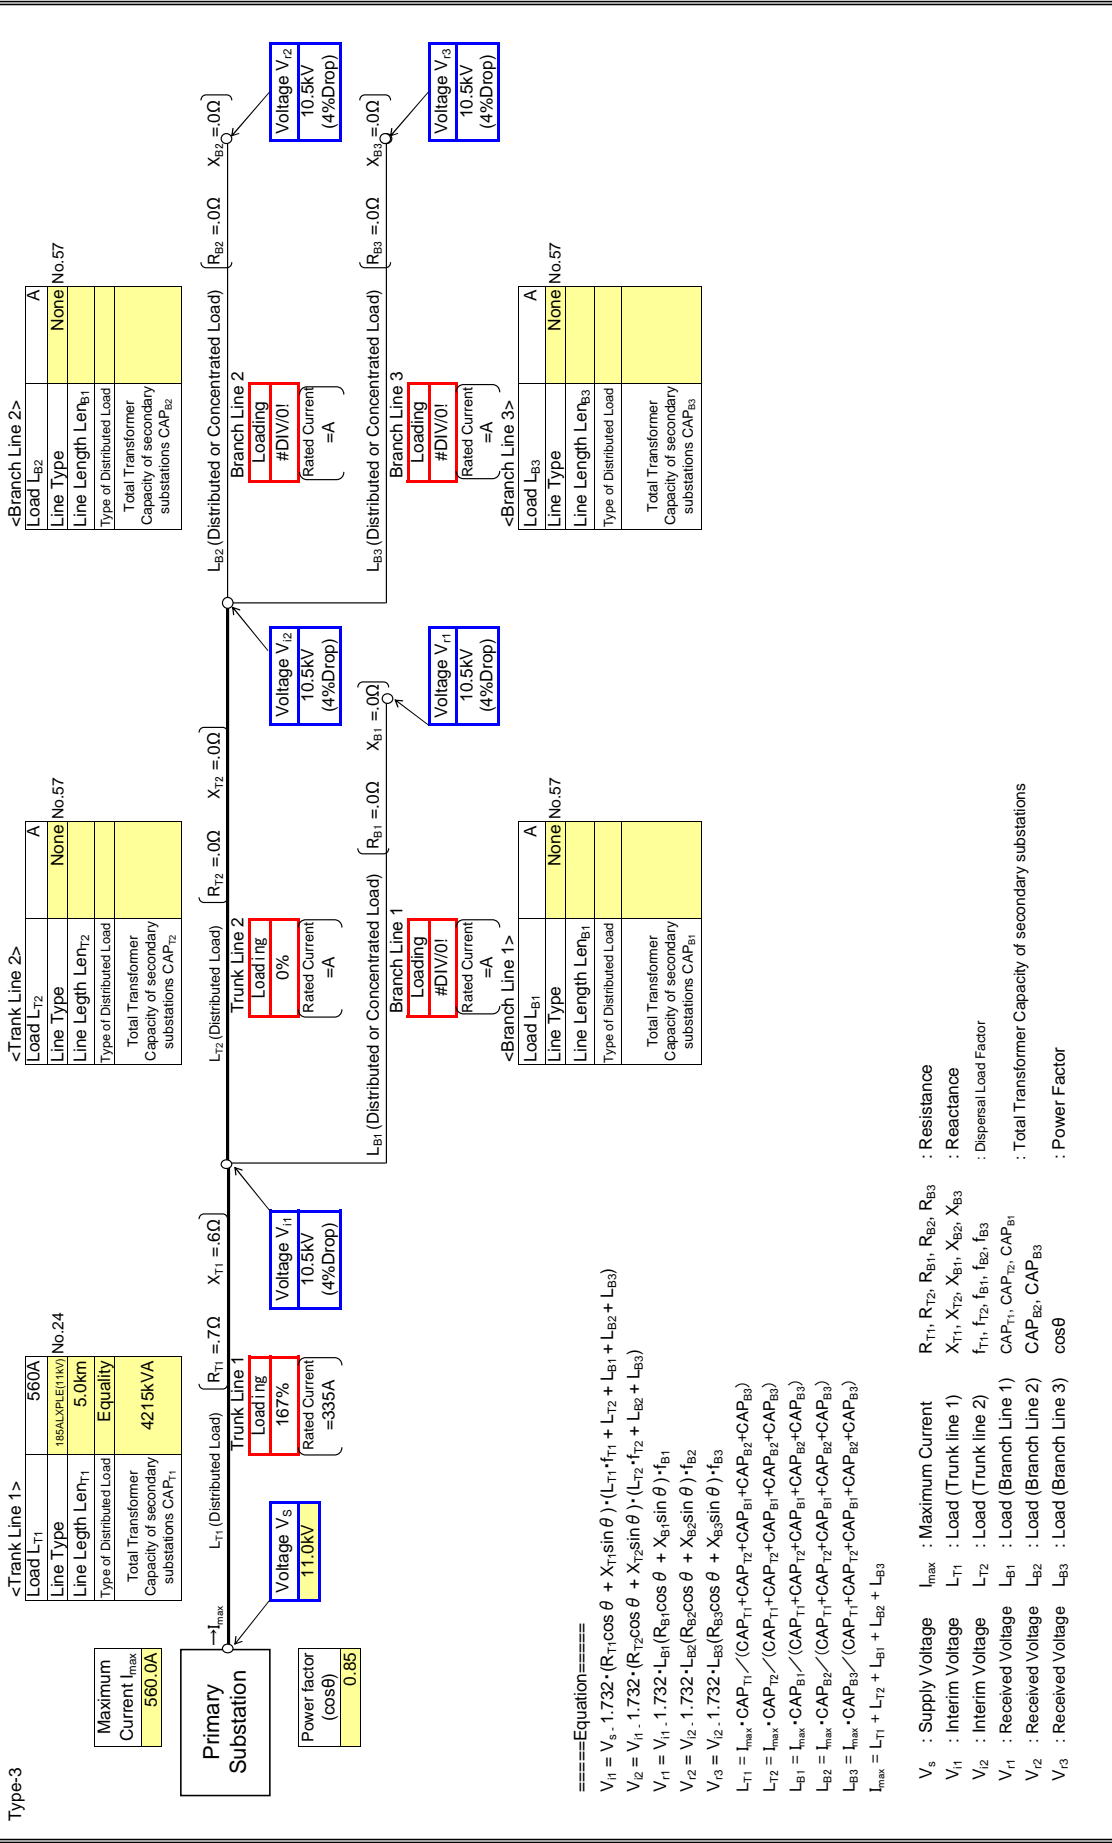 Type-3
Maximum
Current Imax
560.0A
Primary
Substation
Power factor
(cosθ)
0.85
→Imax
Voltage VS
11.0kV
<Trank Line 1>
Load LT1 560A
Line Type 185ALXPLE(11kV) No.24
Line Legth LenT1 5.0km
Type of Distributed Load Equality
Total Transformer
Capacity of secondary
substations CAPT1
4215kVA
LT1 (Distributed Load)
RT1 =.7Ω XT1 =.6Ω
Trunk Line 1
Loading
167%
Rated Current
=335A
Voltage Vi1
10.5kV
(4%Drop)
<Trank Line 2>
Load LT2 A
Line Type None No.57
Line Length LenT2
Type of Distributed Load
Total Transformer
Capacity of secondary
substations CAPT2
LT2 (Distributed Load)
RT2 =.0Ω XT2 =.0Ω
Trunk Line 2
Loading
0%
Rated Current
=A
Voltage Vi2
10.5kV
(4%Drop)
LB1 (Distributed or Concentrated Load)
RB1 =.0Ω XB1 =.0Ω
Branch Line 1
Loading
#DIV/0!
Rated Current
=A
Voltage Vr1
10.5kV
(4%Drop)
<Branch Line 1>
Load LB1 A
Line Type None No.57
Line Length LenB1
Type of Distributed Load
Total Transformer
Capacity of secondary
substations CAPB1
<Branch Line 2>
Load LB2 A
Line Type None No.57
Line Length LenB1
Type of Distributed Load
Total Transformer
Capacity of secondary
substations CAPB2
LB2 (Distributed or Concentrated Load)
RB2 =.0Ω XB2 =.0Ω
Branch Line 2
Loading
#DIV/0!
Rated Current
=A
Voltage Vr2
10.5kV
(4%Drop)
LB3 (Distributed or Concentrated Load)
RB3 =.0Ω XB3 =.0Ω
Branch Line 3
Loading
#DIV/0!
Rated Current
=A
Voltage Vr3
10.5kV
(4%Drop)
<Branch Line 3>
Load LB3 A
Line Type None No.57
Line Length LenB3
Type of Distributed Load
Total Transformer
Capacity of secondary
substations CAPB3
=====Equation=====
Vi1 = Vs - 1.732･(RT1cos θ + XT1sin θ)･(LT1･fT1 + LT2 + LB1 + LB2 + LB3)
Vi2 = Vi1 - 1.732･(RT2cos θ + XT2sin θ)･(LT2･fT2 + LB2 + LB3)
Vr1 = Vi1 - 1.732･LB1(RB1cos θ + XB1sin θ)･fB1
Vr2 = Vi2 - 1.732･LB2(RB2cos θ + XB2sin θ)･fB2
Vr3 = Vi2 - 1.732･LB3(RB3cos θ + XB3sin θ)･fB3
LT1 = Imax･CAPT1／(CAPT1+CAPT2+CAPB1+CAPB2+CAPB3)
LT2 = Imax･CAPT2／(CAPT1+CAPT2+CAPB1+CAPB2+CAPB3)
LB1 = Imax･CAPB1／(CAPT1+CAPT2+CAPB1+CAPB2+CAPB3)
LB2 = Imax･CAPB2／(CAPT1+CAPT2+CAPB1+CAPB2+CAPB3)
LB3 = Imax･CAPB3／(CAPT1+CAPT2+CAPB1+CAPB2+CAPB3)
Imax = LT1 + LT2 + LB1 + LB2 + LB3
Vs : Supply Voltage Imax : Maximum Current RT1, RT2, RB1, RB2, RB3 : Resistance
Vi1 : Interim Voltage LT1 : Load (Trunk line 1) XT1, XT2, XB1, XB2, XB3 : Reactance
Vi2 : Interim Voltage LT2 : Load (Trunk line 2) fT1, fT2, fB1, fB2, fB3 : Dispersal Load Factor
Vr1 : Received Voltage LB1 : Load (Branch Line 1) CAPT1, CAPT2, CAPB1
Vr2 : Received Voltage LB2 : Load (Branch Line 2) CAPB2, CAPB3 : Total Transformer Capacity of secondary substations
Vr3 : Received Voltage LB3 : Load (Branch Line 3) cosθ : Power Factor